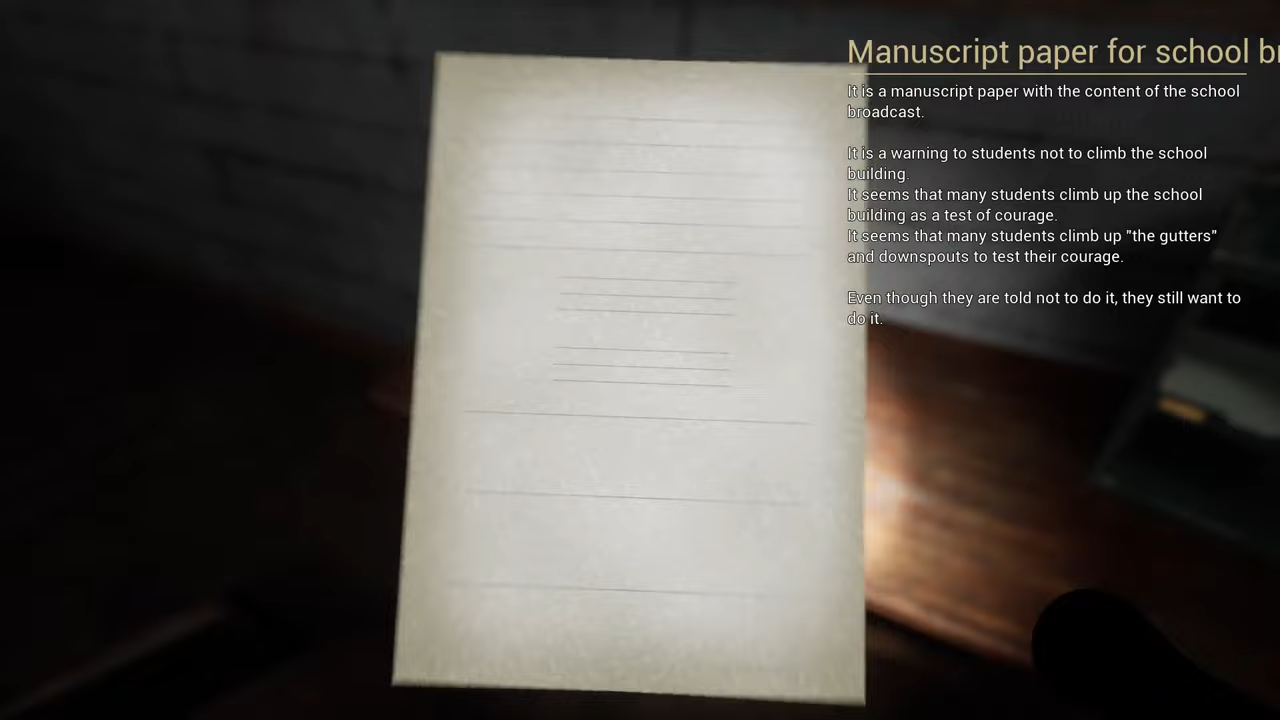 Manuscript paper for school
It is a manuscript paper with the content of the school
broadcast.
It is a warning to students not to climb the school
building.
It seems that many students climb up the school
building as a test of courage.
It seems that many students climb up "the gutters"
and downspouts to test their courage.
Even though they are told not to do it, they still want to
do it.